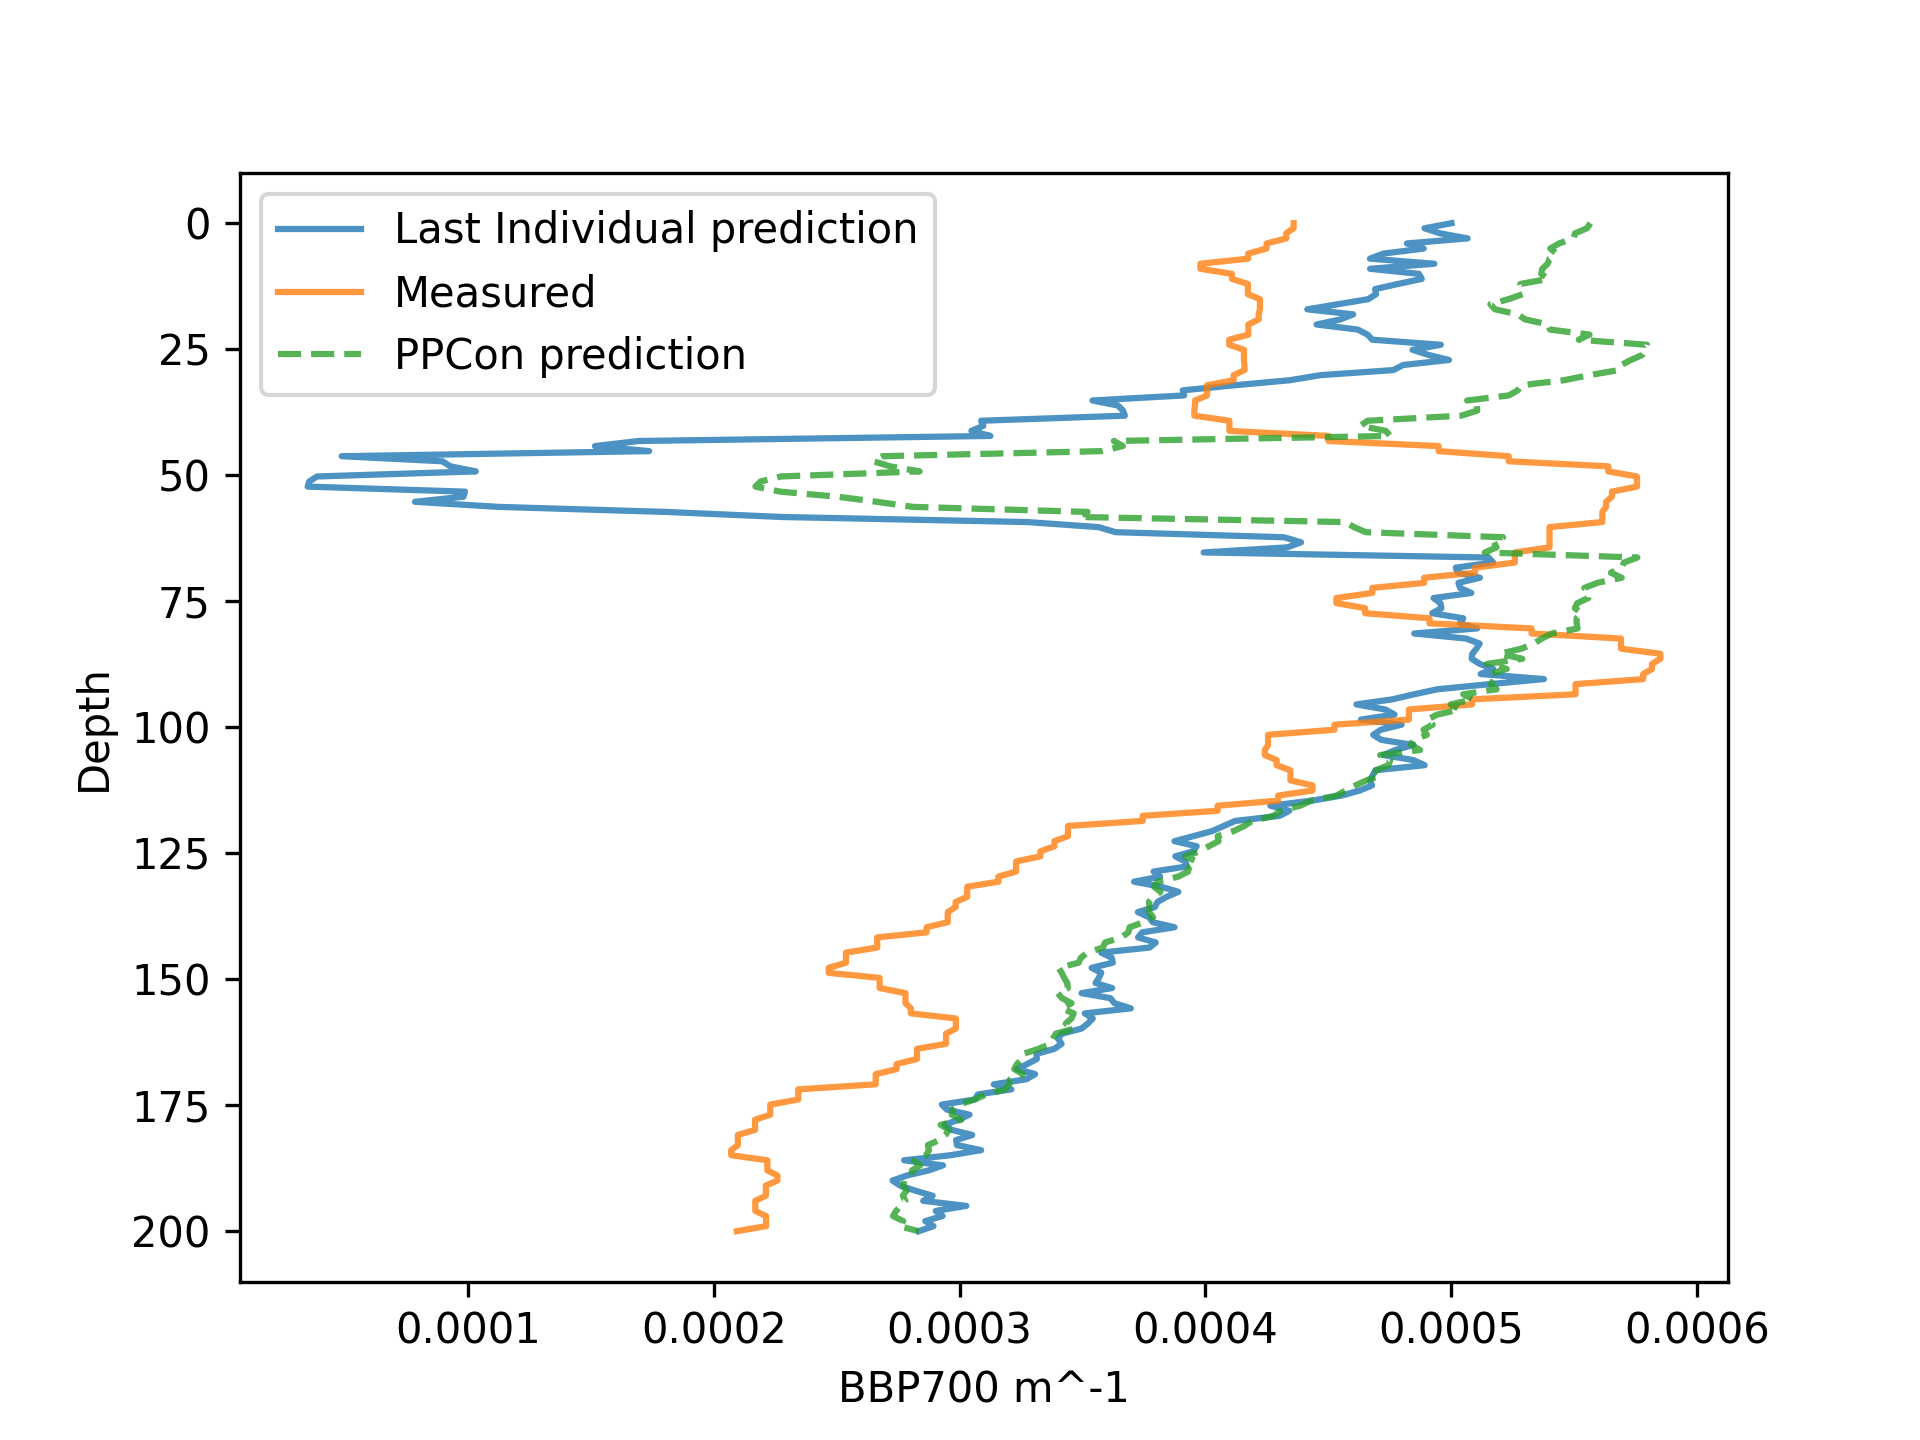 Last Individual prediction
Measured
PPCon prediction
0
25
50
75
100
125
150
175
200
Depth
0.0001 0.0002 0.0003 0.0004 0.0005 0.0006
BBP700 m^-1